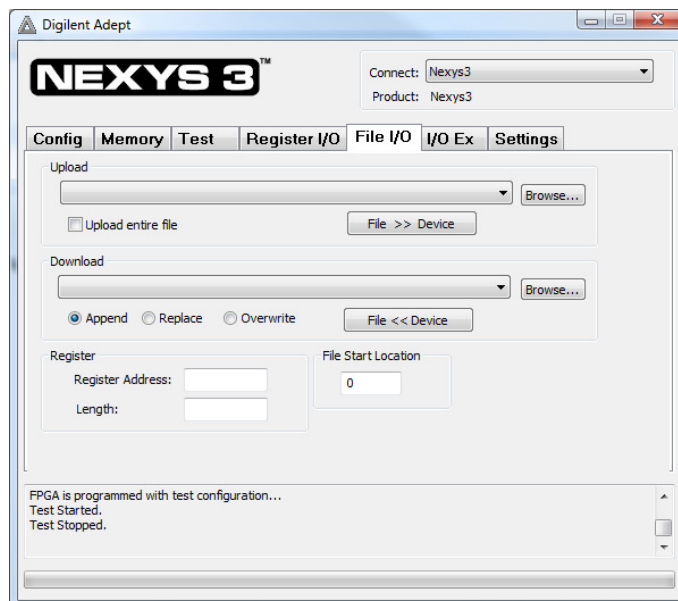 Digilent Adept
NEXYS 3™
Connect: Nexys3
Product: Nexys3
Config Memory Test Register I/O File I/O I/O Ex Settings
Upload
Browse...
Upload entire file
File >> Device
Download
Browse...
Append Replace Overwrite
File << Device
Register
Register Address:
Length:
File Start Location
0
FPGA is programmed with test configuration...
Test Started.
Test Stopped.